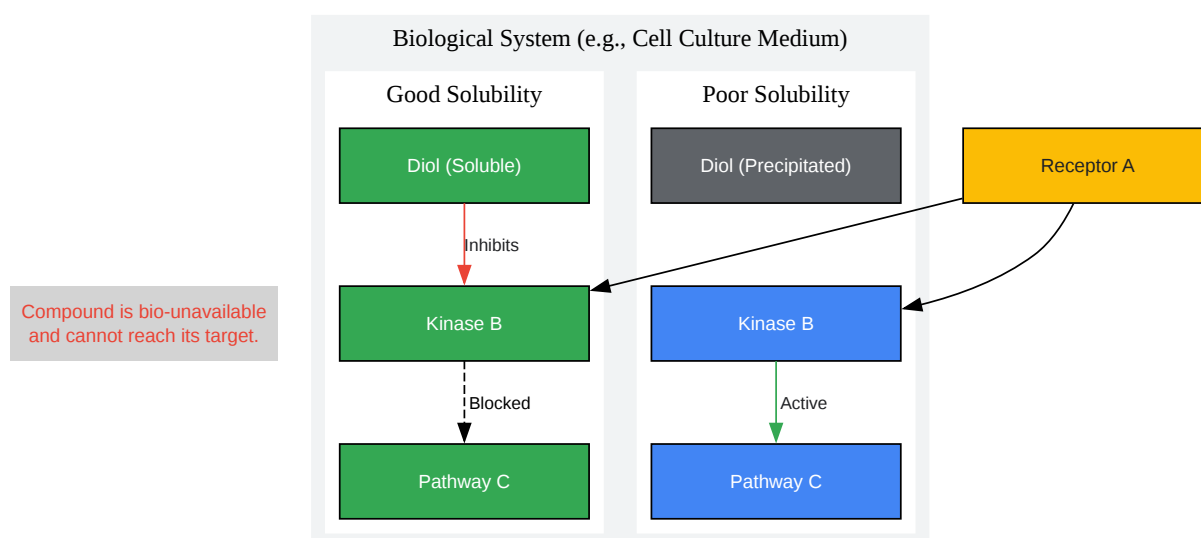 Biological System (e.g., Cell Culture Medium)
Good Solubility
Poor Solubility
Diol (Soluble)
Diol (Precipitated)
Receptor A
Inhibits
Compound is bio-unavailable
and cannot reach its target.
Kinase B
Kinase B
Blocked
Active
Pathway C
Pathway C